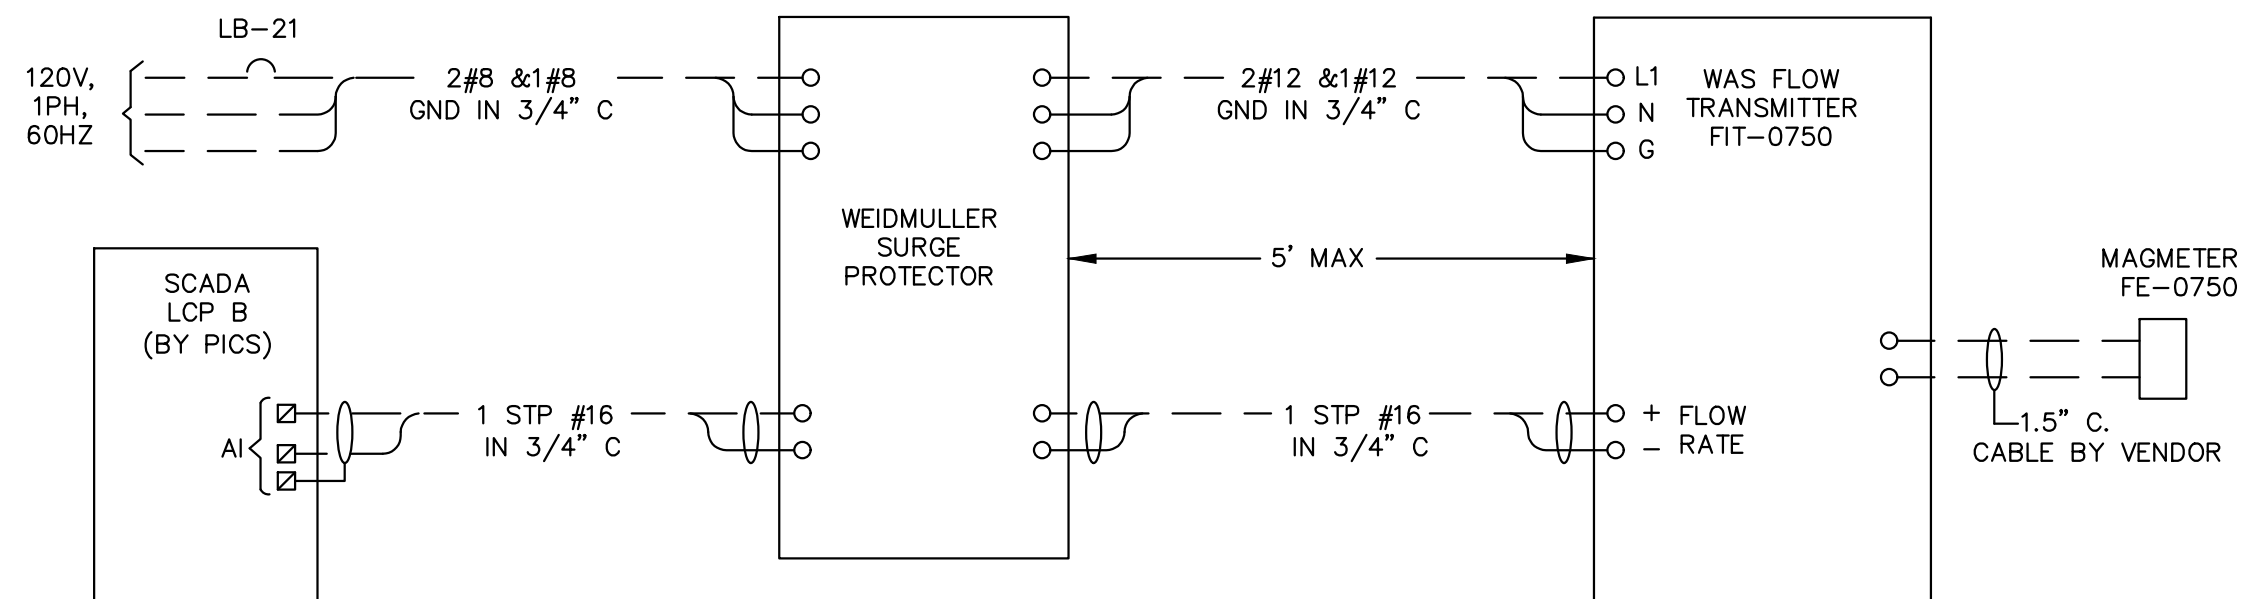 LB-21
120V,
1PH,
60HZ
2#8 &1#8
GND IN 3/4" C
2#12 &1#12
GND IN 3/4" C
L1
N
G
WAS FLOW
TRANSMITTER
FIT-0750
WEIDMULLER
SURGE
PROTECTOR
5' MAX
MAGMETER
FE-0750
SCADA
LCP B
(BY PICS)
AI
1 STP #16
IN 3/4" C
1 STP #16
IN 3/4" C
+ FLOW
- RATE
1.5" C.
CABLE BY VENDOR